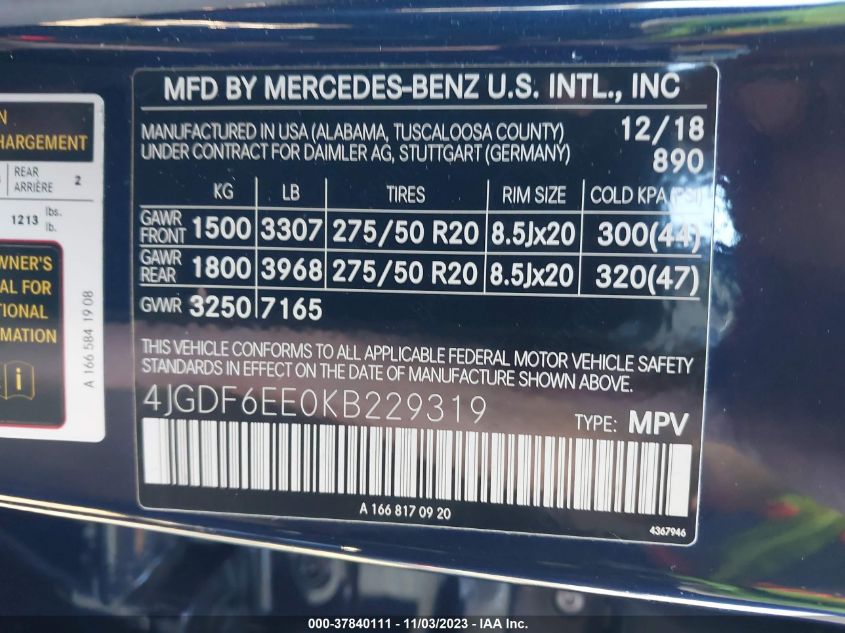 N
HARGEMENT
REAR
ARRIÈRE 2
1213 lbs.
lb.
WNER'S
AL FOR
TIONAL
RMATION
i
A 166 584 19 08
MFD BY MERCEDES-BENZ U.S. INTL., INC
MANUFACTURED IN USA (ALABAMA, TUSCALOOSA COUNTY) 12/18
UNDER CONTRACT FOR DAIMLER AG, STUTTGART (GERMANY) 890
KG LB TIRES RIM SIZE COLD KPA (PSI)
GAWR FRONT 1500 3307 275/50 R20 8.5Jx20 300(44)
GAWR REAR 1800 3968 275/50 R20 8.5Jx20 320(47)
GVWR 3250 7165
THIS VEHICLE CONFORMS TO ALL APPLICABLE FEDERAL MOTOR VEHICLE SAFETY
STANDARDS IN EFFECT ON THE DATE OF MANUFACTURE SHOWN ABOVE.
4JGDF6EE0KB229319 TYPE: MPV
A 166 817 09 20
4367946
000-37840111 - 11/03/2023 - IAA Inc.